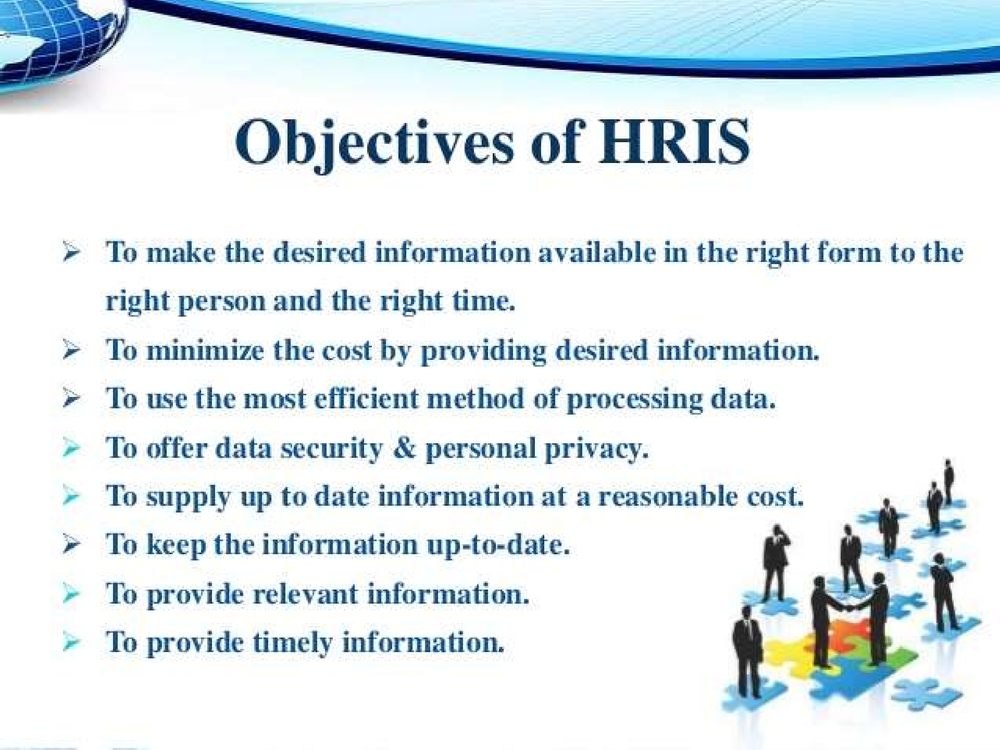 Objectives of HRIS
➢ To make the desired information available in the right form to the
right person and the right time.
➢ To minimize the cost by providing desired information.
➢ To use the most efficient method of processing data.
➢ To offer data security & personal privacy.
➢ To supply up to date information at a reasonable cost.
➢ To keep the information up-to-date.
➢ To provide relevant information.
➢ To provide timely information.